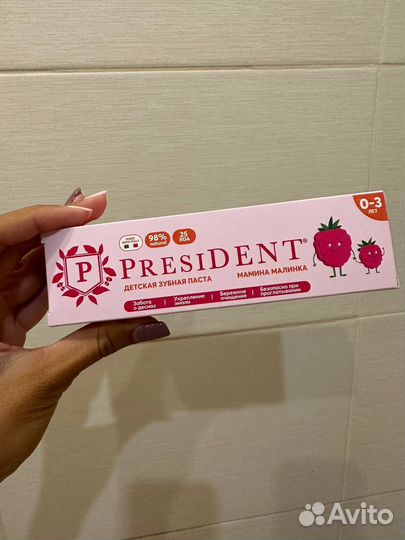 0-3
ЛЕТ
98%
natural
25
RDA
P
PRESIDENT®
ДЕТСКАЯ ЗУБНАЯ ПАСТА
МАМИНА МАЛИНКА
Забота
о деснах
Укрепление
эмали
Бережное
очищение
Безопасно при
проглатывании
Avito